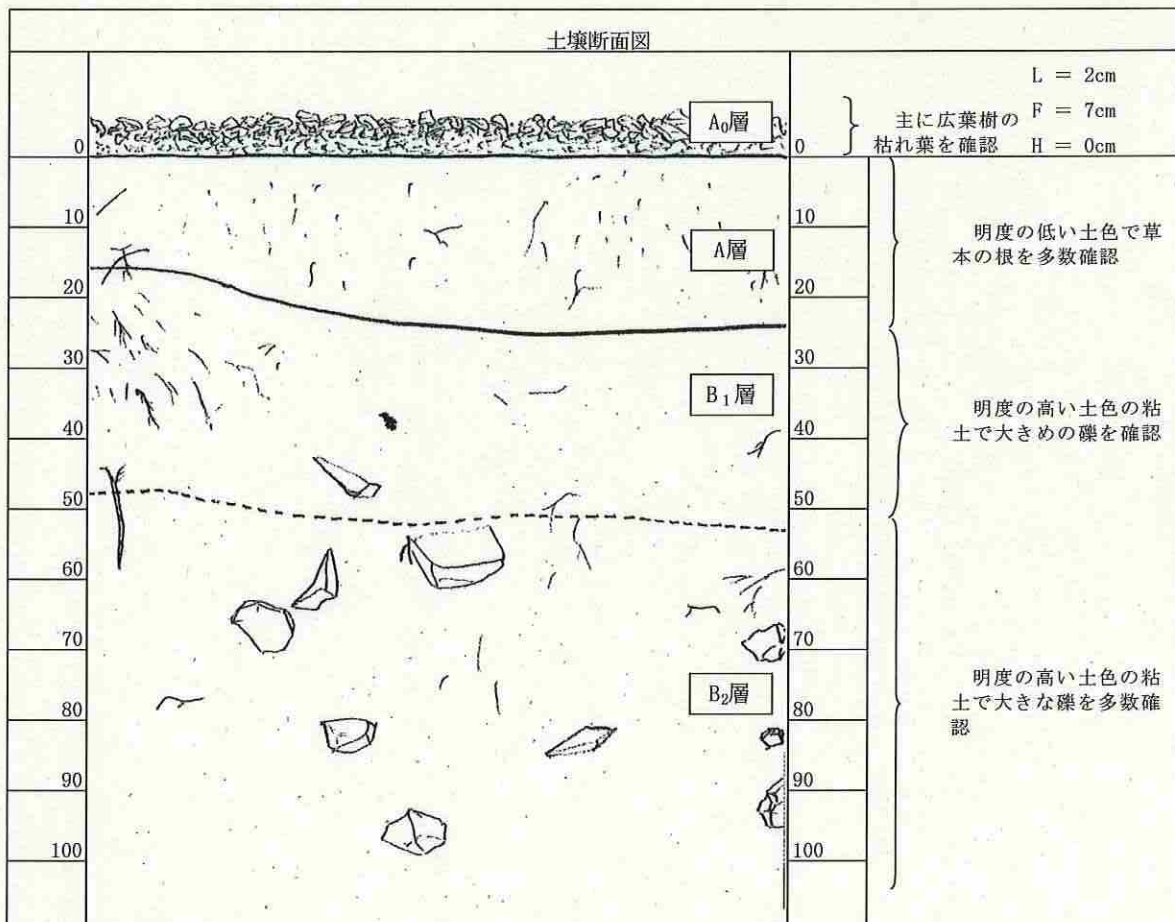 土壌断面図
A₀層
主に広葉樹の
枯れ葉を確認
L = 2cm
F = 7cm
H = 0cm
0
0
明度の低い土色で草
本の根を多数確認
10
A層
10
20
20
30
30
B₁層
明度の高い土色の粘
土で大きめの礫を確認
40
40
50
50
60
60
70
70
B₂層
明度の高い土色の粘
土で大きな礫を多数確
認
80
80
90
90
100
100